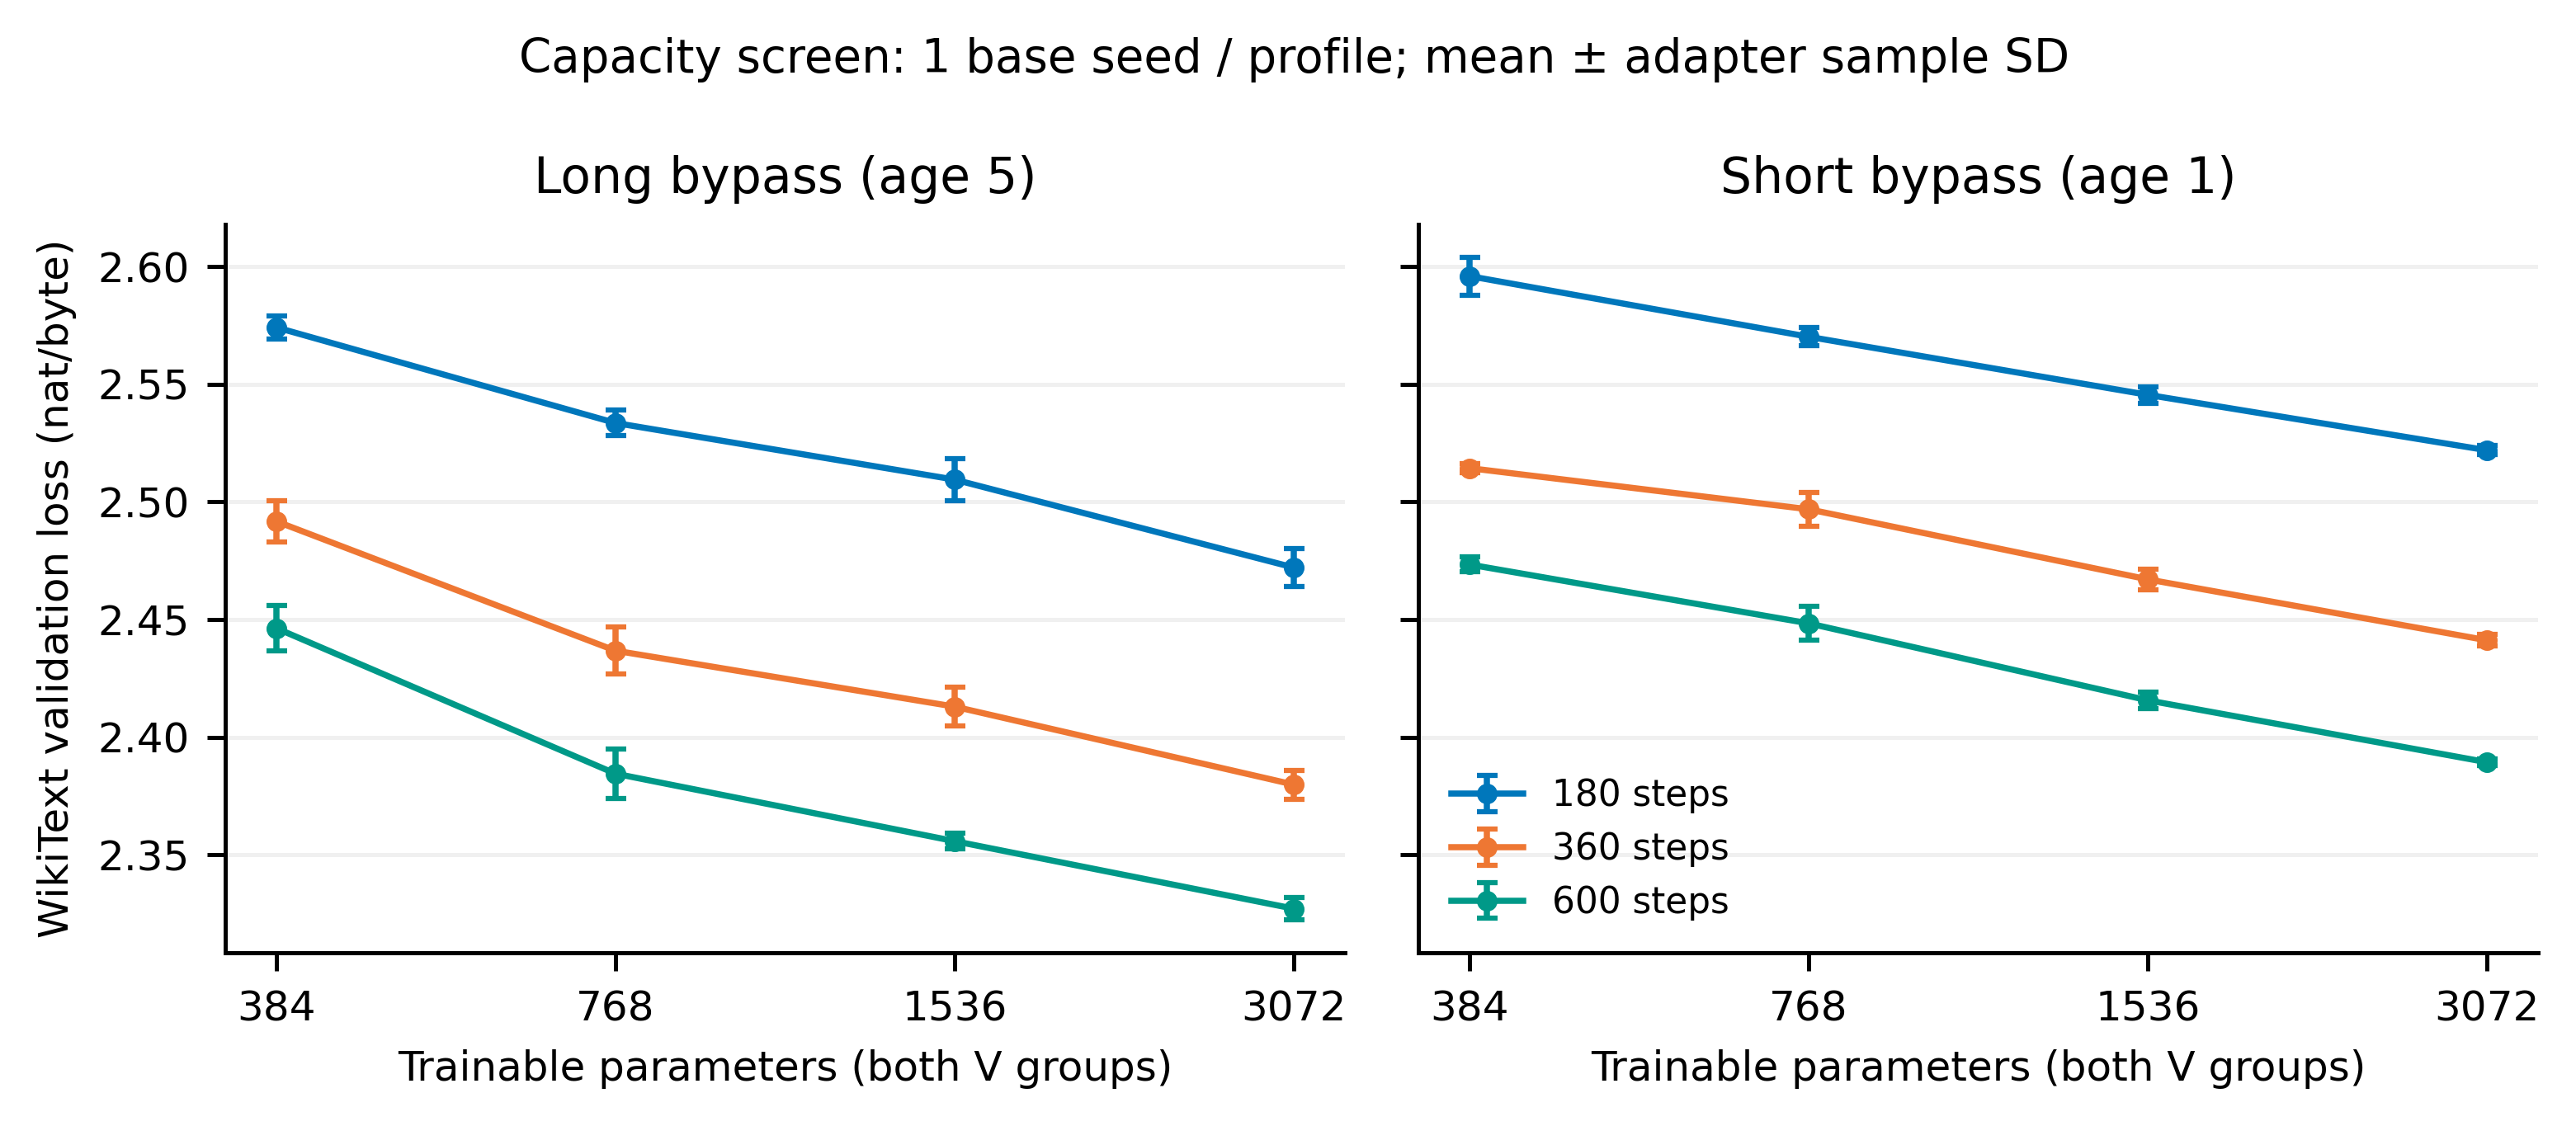 Capacity screen: 1 base seed / profile; mean ± adapter sample SD
Long bypass (age 5)
Short bypass (age 1)
WikiText validation loss (nat/byte)
2.60
2.55
2.50
2.45
2.40
2.35
384 768 1536 3072
Trainable parameters (both V groups)
180 steps
360 steps
600 steps
384 768 1536 3072
Trainable parameters (both V groups)